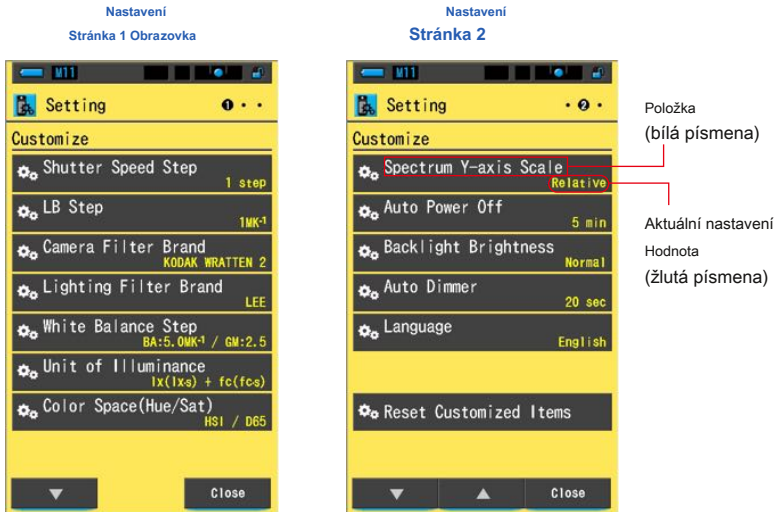 Nastavení
Stránka 1 Obrazovka
M11
Setting
❶ · ·
Customize
Shutter Speed Step
1 step
LB Step
1MK⁻¹
Camera Filter Brand
KODAK WRATTEN 2
Lighting Filter Brand
LEE
White Balance Step
BA:5.0MK⁻¹ / GM:2.5
Unit of Illuminance
lx(lx·s) + fc(fc·s)
Color Space(Hue/Sat)
HSI / D65
▼
Close
Nastavení
Stránka 2
M11
Setting
· ❷ ·
Customize
Spectrum Y-axis Scale
Relative
Auto Power Off
5 min
Backlight Brightness
Normal
Auto Dimmer
20 sec
Language
English
Reset Customized Items
▼
▲
Close
Položka
(bílá písmena)
Aktuální nastavení
Hodnota
(žlutá písmena)